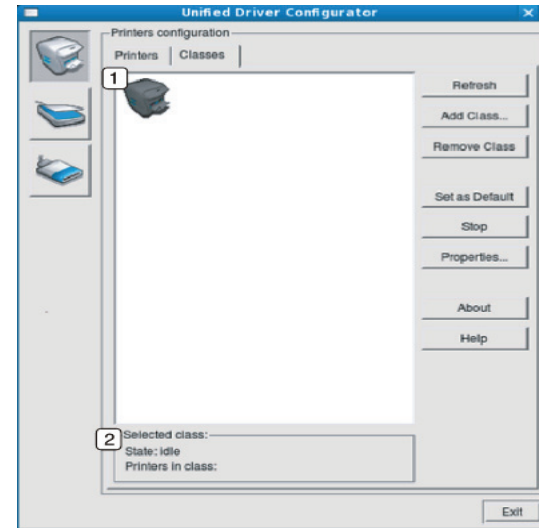 Unified Driver Configurator
Printers configuration
Printers
Classes
1
Refresh
Add Class...
Remove Class
Set as Default
Stop
Properties...
About
Help
2
Selected class:
State: idle
Printers in class:
Exit